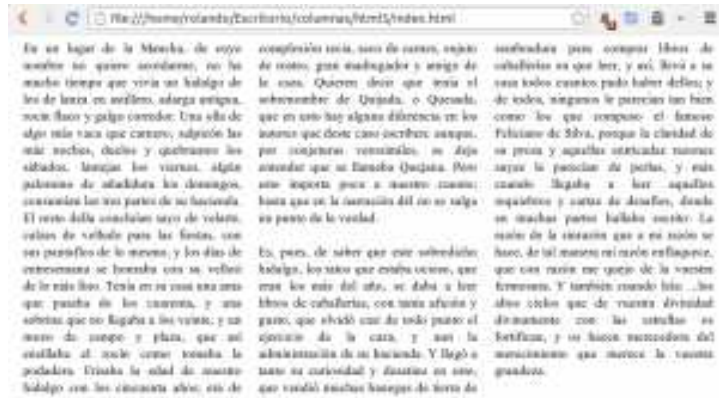 file:///home/rolando/Escritorio/columnas/html5/index.html
En un lugar de la Mancha, de cuyo
nombre no quiero acordarme, no ha
mucho tiempo que vivía un hidalgo de
los de lanza en astillero, adarga antigua,
rocín flaco y galgo corredor. Una olla de
algo más vaca que carnero, salpicón las
más noches, duelos y quebrantos los
sábados, lentejas los viernes, algún
palomino de añadidura los domingos,
consumían las tres partes de su hacienda.
El resto della concluían sayo de velarte,
calzas de velludo para las fiestas, con
sus pantuflos de lo mesmo, y los días de
entresemana se honraba con su vellorí
de lo más fino. Tenía en su casa una ama
que pasaba de los cuarenta, y una
sobrina que no llegaba a los veinte, y un
mozo de campo y plaza, que así
ensillaba el rocín como tomaba la
podadera. Frisaba la edad de nuestro
hidalgo con los cincuenta años; era de
complexión recia, seco de carnes, enjuto
de rostro, gran madrugador y amigo de
la caza. Quieren decir que tenía el
sobrenombre de Quijada, o Quesada,
que en esto hay alguna diferencia en los
autores que deste caso escriben; aunque,
por conjeturas verosímiles, se deja
entender que se llamaba Quejana. Pero
esto importa poco a nuestro cuento;
basta que en la narración dél no se salga
un punto de la verdad.
Es, pues, de saber que este sobredicho
hidalgo, los ratos que estaba ocioso, que
eran los más del año, se daba a leer
libros de caballerías, con tanta afición y
gusto, que olvidó casi de todo punto el
ejercicio de la caza, y aun la
administración de su hacienda. Y llegó a
tanto su curiosidad y desatino en esto,
que vendió muchas hanegas de tierra de
sembradura para comprar libros de
caballerías en que leer, y así, llevó a su
casa todos cuantos pudo haber dellos; y
de todos, ningunos le parecían tan bien
como los que compuso el famoso
Feliciano de Silva, porque la claridad de
su prosa y aquellas entricadas razones
suyas le parecían de perlas, y más
cuando llegaba a leer aquellos
requiebros y cartas de desafíos, donde
en muchas partes hallaba escrito: La
razón de la sinrazón que a mi razón se
hace, de tal manera mi razón enflaquece,
que con razón me quejo de la vuestra
fermosura. Y también cuando leía: ...los
altos cielos que de vuestra divinidad
divinamente con las estrellas os
fortifican, y os hacen merecedora del
merecimiento que merece la vuestra
grandeza.